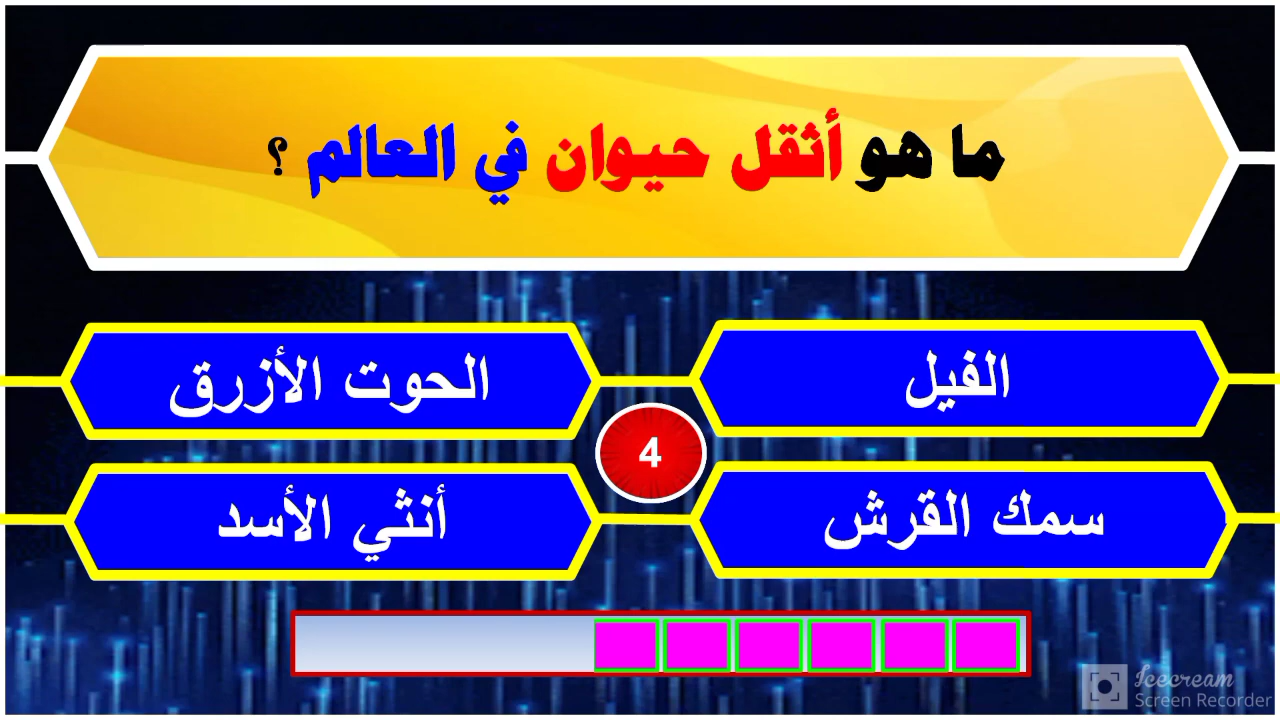 ما هو أثقل حيوان في العالم ؟
الفيل
الحوت الأزرق
4
سمك القرش
أنثي الأسد
Icecream
Screen Recorder